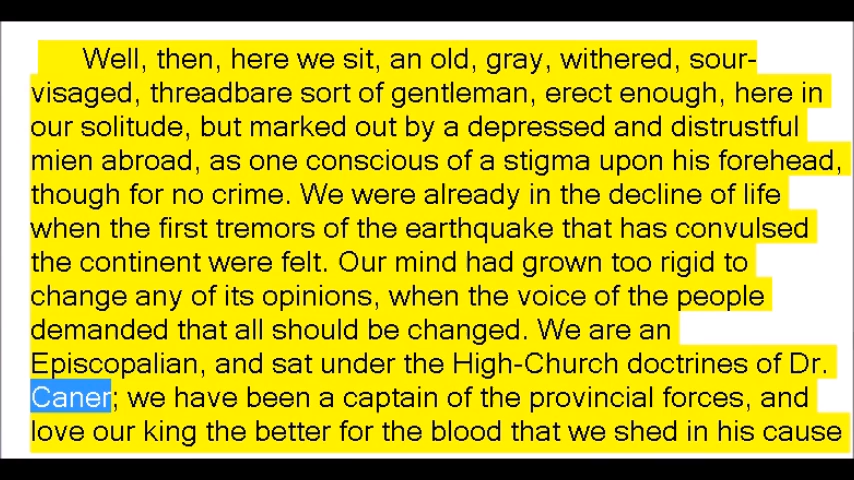 Well, then, here we sit, an old, gray, withered, sour-
visaged, threadbare sort of gentleman, erect enough, here in
our solitude, but marked out by a depressed and distrustful
mien abroad, as one conscious of a stigma upon his forehead,
though for no crime. We were already in the decline of life
when the first tremors of the earthquake that has convulsed
the continent were felt. Our mind had grown too rigid to
change any of its opinions, when the voice of the people
demanded that all should be changed. We are an
Episcopalian, and sat under the High-Church doctrines of Dr.
Caner; we have been a captain of the provincial forces, and
love our king the better for the blood that we shed in his cause